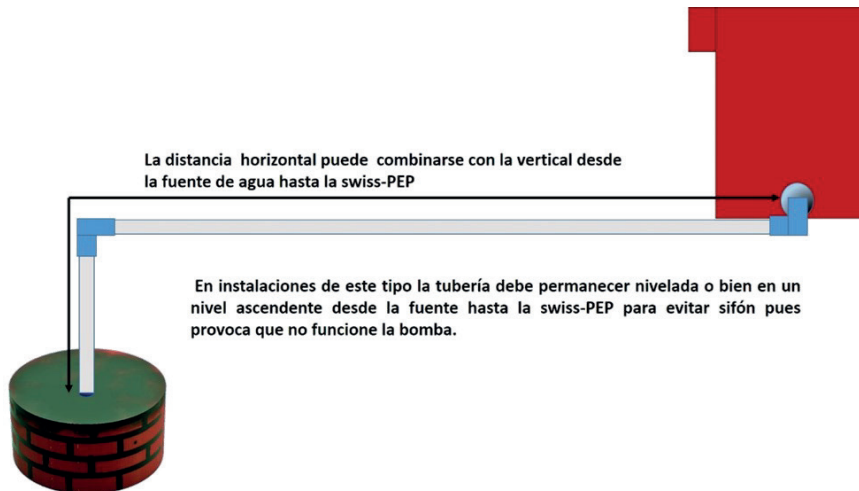 La distancia horizontal puede combinarse con la vertical desde
la fuente de agua hasta la swiss-PEP
En instalaciones de este tipo la tubería debe permanecer nivelada o bien en un
nivel ascendente desde la fuente hasta la swiss-PEP para evitar sifón pues
provoca que no funcione la bomba.